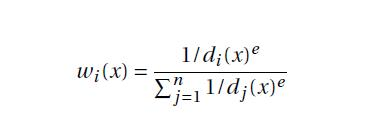 w_i(x) = \frac{1/d_i(x)^e}{\sum_{j=1}^{n} 1/d_j(x)^e}